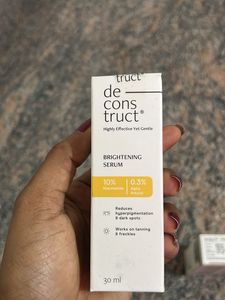 truct®
de
cons
truct®
Highly Effective Yet Gentle
BRIGHTENING
SERUM
10%
Niacinamide
0.3%
Alpha
Arbutin
Reduces
hyperpigmentation
& dark spots
Works on tanning
& freckles
30 ml